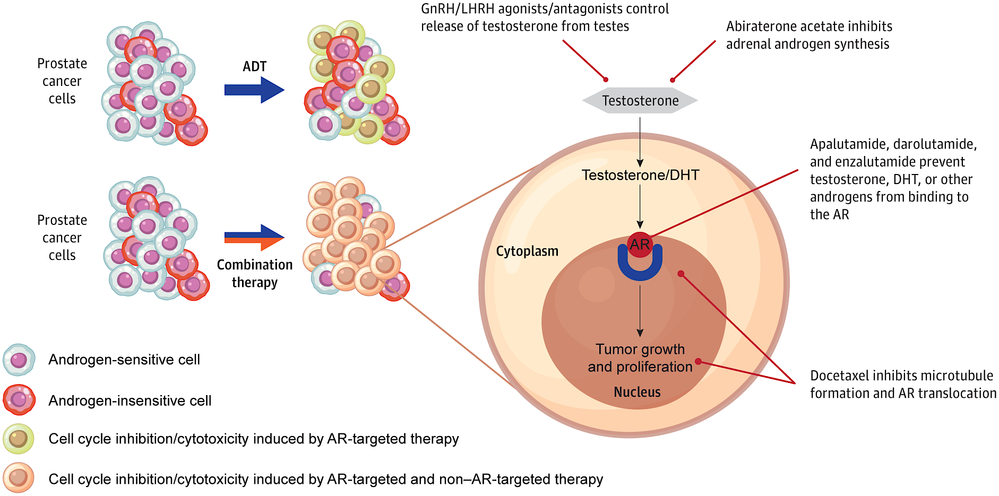 GnRH/LHRH agonists/antagonists control
release of testosterone from testes
Abiraterone acetate inhibits
adrenal androgen synthesis
Prostate
cancer
cells
ADT
Testosterone
Apalutamide, darolutamide,
and enzalutamide prevent
testosterone, DHT, or other
androgens from binding to
the AR
Testosterone/DHT
Prostate
cancer
cells
Combination
therapy
Cytoplasm
AR
Tumor growth
and proliferation
Nucleus
Docetaxel inhibits microtubule
formation and AR translocation
Androgen-sensitive cell
Androgen-insensitive cell
Cell cycle inhibition/cytotoxicity induced by AR-targeted therapy
Cell cycle inhibition/cytotoxicity induced by AR-targeted and non–AR-targeted therapy